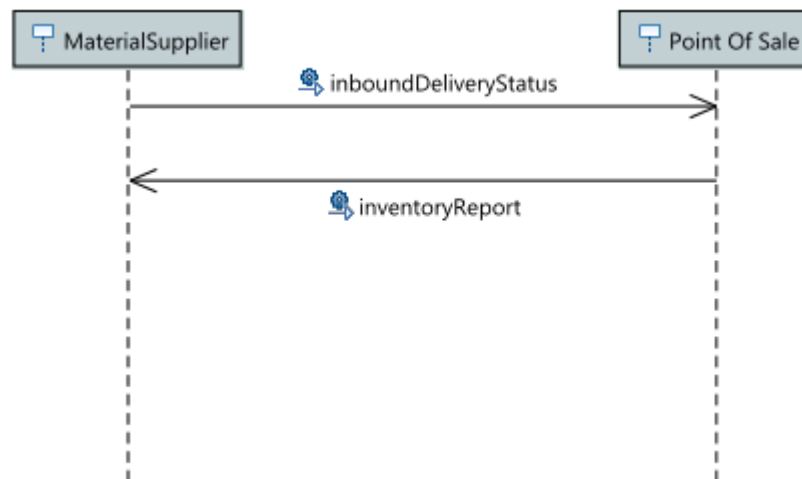 MaterialSupplier
Point Of Sale
inboundDeliveryStatus
inventoryReport